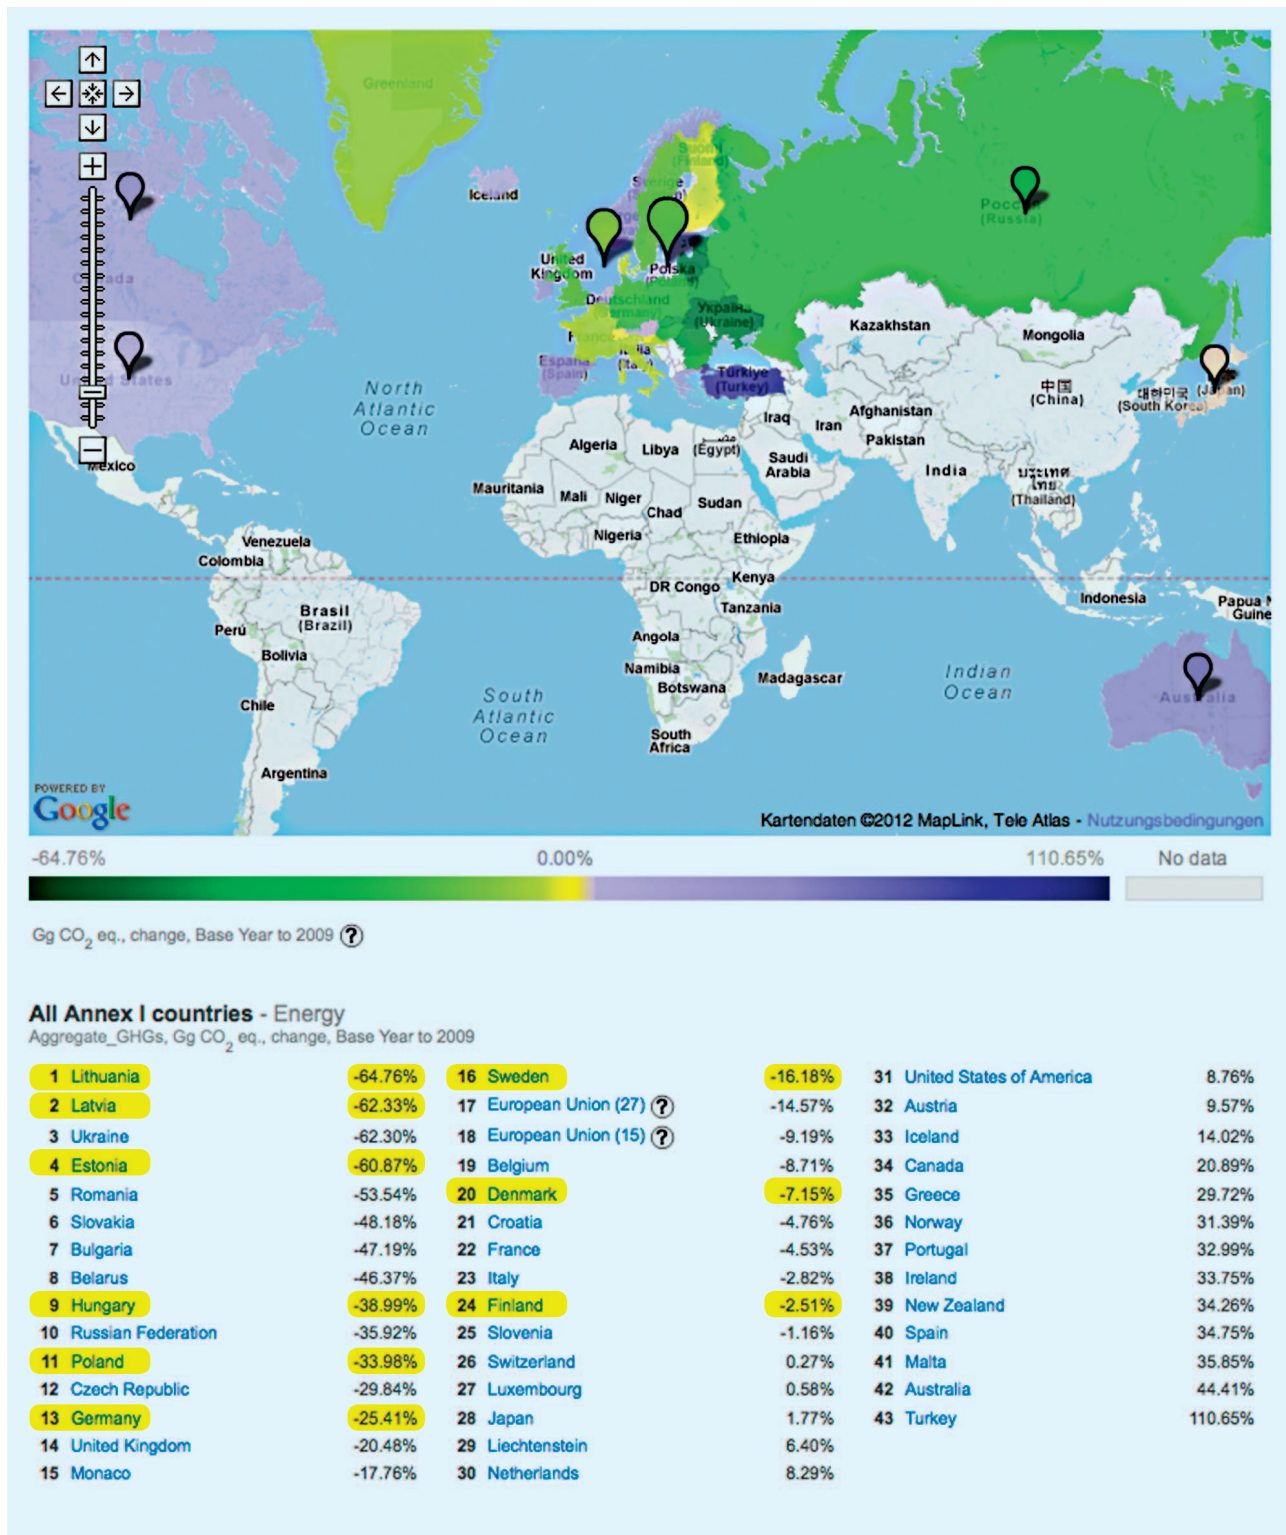 Greenland
Suomi
(Finland)
Sverige
Iceland
Россия
(Russia)
United
Kingdom
Polska
(Poland)
Canada
Deutschland
(Germany)
Україна
(Ukraine)
Kazakhstan
Mongolia
France
Italia
(Italy)
España
(Spain)
United States
Türkiye
(Turkey)
North
Atlantic
Ocean
中国
(China)
대한민국
(South Korea)
(Japan)
Iraq
Iran
Afghanistan
Pakistan
Algeria
Libya
مصر
(Egypt)
Saudi
Arabia
India
Mexico
Mauritania
Mali
Niger
Chad
Sudan
(Thailand)
Nigeria
Ethiopia
Venezuela
Colombia
DR Congo
Kenya
Tanzania
Indonesia
Papua N
Guine
Brasil
(Brazil)
Perú
Bolivia
Angola
Namibia
Botswana
Madagascar
Indian
Ocean
Australia
South
Atlantic
Ocean
Chile
South
Africa
Argentina
POWERED BY
Google
Kartendaten ©2012 MapLink, Tele Atlas - Nutzungsbedingungen
-64.76% 0.00% 110.65% No data
Gg CO2 eq., change, Base Year to 2009 ?
All Annex I countries - Energy
Aggregate_GHGs, Gg CO2 eq., change, Base Year to 2009
1 Lithuania -64.76%
2 Latvia -62.33%
3 Ukraine -62.30%
4 Estonia -60.87%
5 Romania -53.54%
6 Slovakia -48.18%
7 Bulgaria -47.19%
8 Belarus -46.37%
9 Hungary -38.99%
10 Russian Federation -35.92%
11 Poland -33.98%
12 Czech Republic -29.84%
13 Germany -25.41%
14 United Kingdom -20.48%
15 Monaco -17.76%
16 Sweden -16.18%
17 European Union (27) ? -14.57%
18 European Union (15) ? -9.19%
19 Belgium -8.71%
20 Denmark -7.15%
21 Croatia -4.76%
22 France -4.53%
23 Italy -2.82%
24 Finland -2.51%
25 Slovenia -1.16%
26 Switzerland 0.27%
27 Luxembourg 0.58%
28 Japan 1.77%
29 Liechtenstein 6.40%
30 Netherlands 8.29%
31 United States of America 8.76%
32 Austria 9.57%
33 Iceland 14.02%
34 Canada 20.89%
35 Greece 29.72%
36 Norway 31.39%
37 Portugal 32.99%
38 Ireland 33.75%
39 New Zealand 34.26%
40 Spain 34.75%
41 Malta 35.85%
42 Australia 44.41%
43 Turkey 110.65%